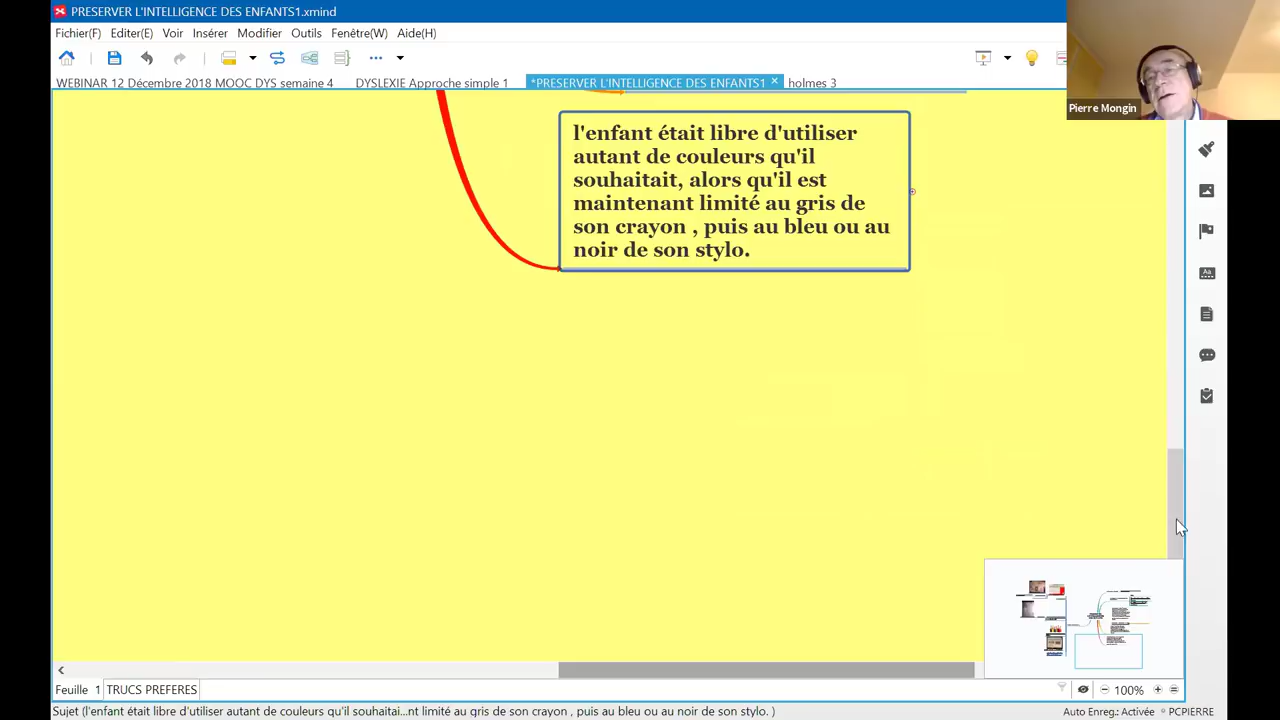 PRESERVER L'INTELLIGENCE DES ENFANTS1.xmind
Fichier(F) Editer(E) Voir Insérer Modifier Outils Fenêtre(W) Aide(H)
WEBINAR 12 Décembre 2018 MOOC DYS semaine 4 DYSLEXIE Approche simple 1 *PRESERVER L'INTELLIGENCE DES ENFANTS1 holmes 3
Pierre Mongin
l'enfant était libre d'utiliser
autant de couleurs qu'il
souhaitait, alors qu'il est
maintenant limité au gris de
son crayon , puis au bleu ou au
noir de son stylo.
Feuille 1 TRUCS PREFERES
100%
Sujet (l'enfant était libre d'utiliser autant de couleurs qu'il souhaitai...nt limité au gris de son crayon , puis au bleu ou au noir de son stylo. )
Auto Enreg.: Activée PCPIERRE